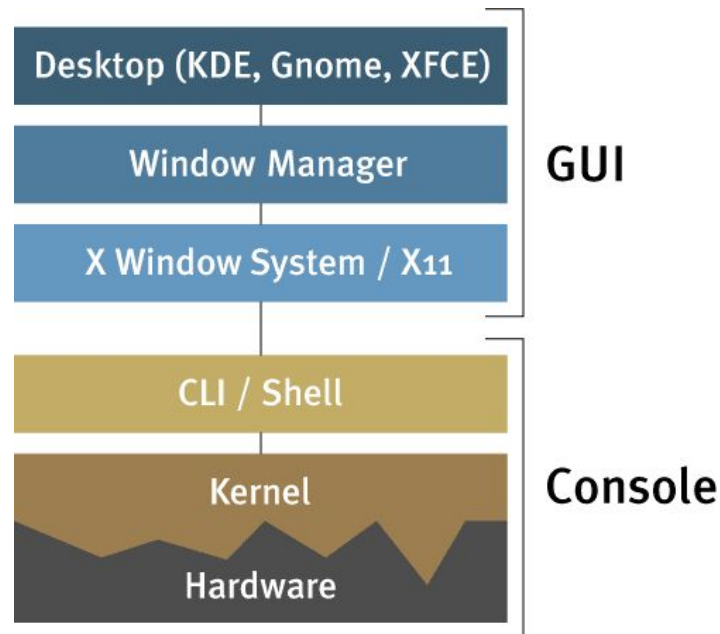 Desktop (KDE, Gnome, XFCE)
Window Manager
X Window System / X11
GUI
CLI / Shell
Kernel
Hardware
Console